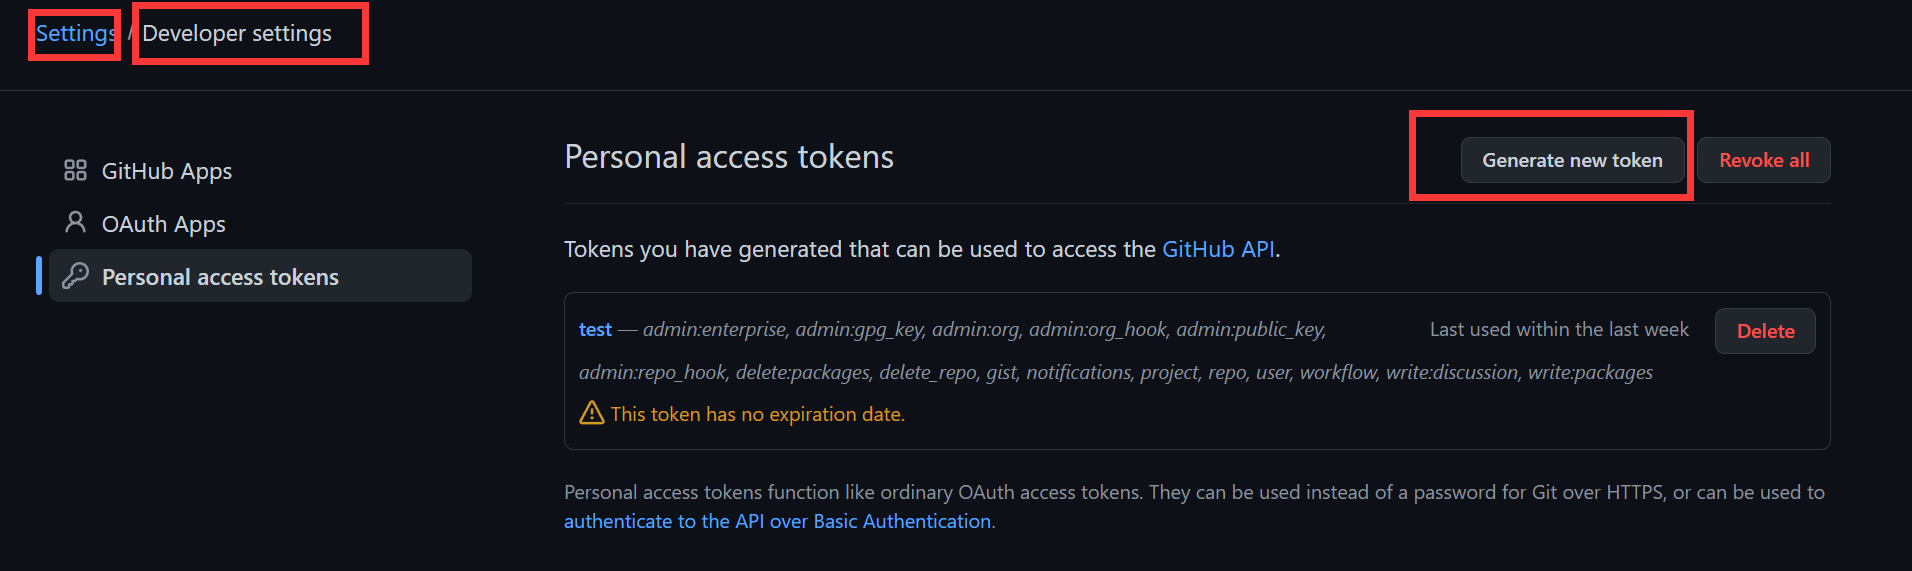 Settings / Developer settings
GitHub Apps
OAuth Apps
Personal access tokens
Personal access tokens
Generate new token
Revoke all
Tokens you have generated that can be used to access the GitHub API.
test — admin:enterprise, admin:gpg_key, admin:org, admin:org_hook, admin:public_key,
Last used within the last week
Delete
admin:repo_hook, delete:packages, delete_repo, gist, notifications, project, repo, user, workflow, write:discussion, write:packages
This token has no expiration date.
Personal access tokens function like ordinary OAuth access tokens. They can be used instead of a password for Git over HTTPS, or can be used to
authenticate to the API over Basic Authentication.